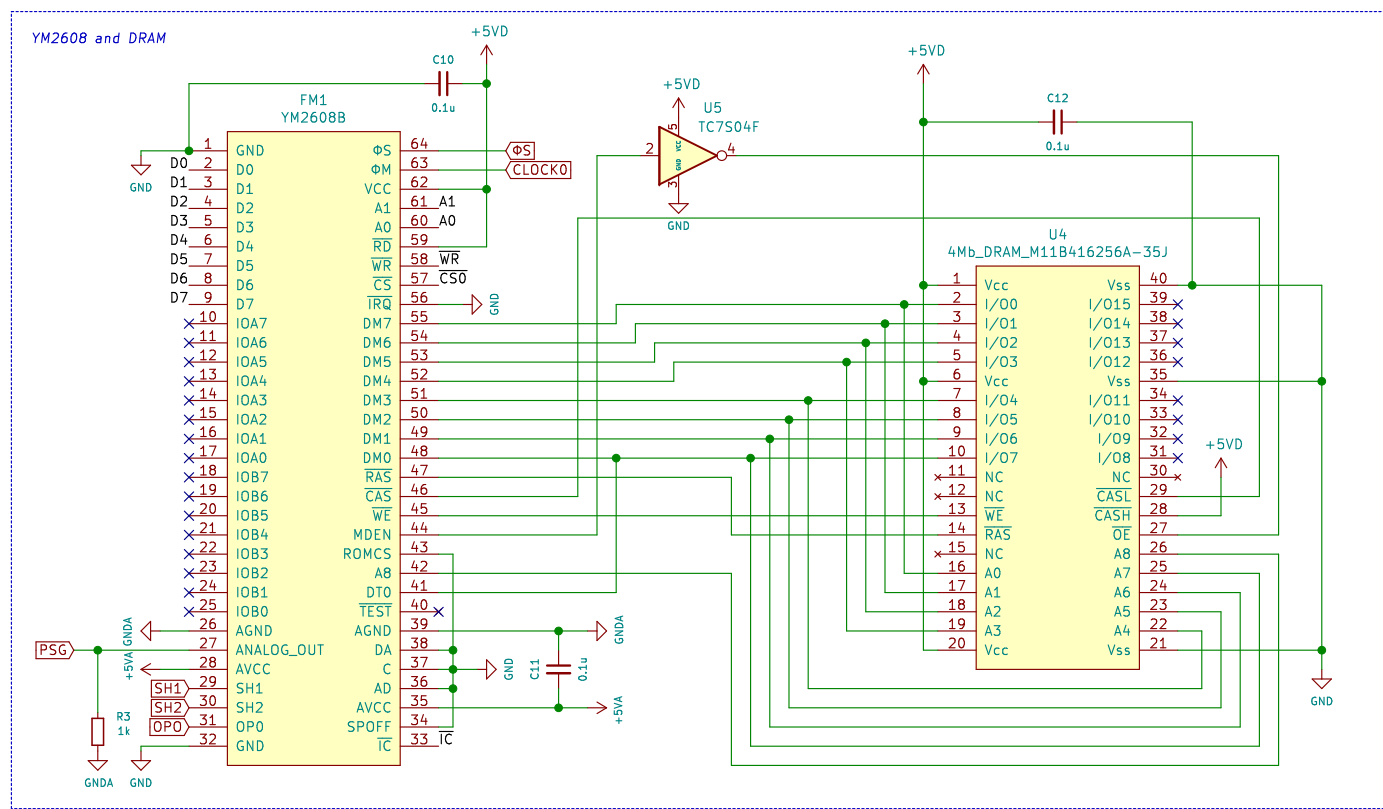 YM2608 and DRAM
+5VD
C10
0.1u
FM1
YM2608B
GND
D0
D1
D2
D3
D4
D5
D6
D7
1 GND
2 D0
3 D1
4 D2
5 D3
6 D4
7 D5
8 D6
9 D7
10 IOA7
11 IOA6
12 IOA5
13 IOA4
14 IOA3
15 IOA2
16 IOA1
17 IOA0
18 IOB7
19 IOB6
20 IOB5
21 IOB4
22 IOB3
23 IOB2
24 IOB1
25 IOB0
26 AGND
27 ANALOG_OUT
28 AVCC
29 SH1
30 SH2
31 OPO
32 GND
ΦS 64
ΦM 63
VCC 62
A1 61
A0 60
RD 59
WR 58
CS 57
IRQ 56
DM7 55
DM6 54
DM5 53
DM4 52
DM3 51
DM2 50
DM1 49
DM0 48
RAS 47
CAS 46
WE 45
MDEN 44
ROMCS 43
A8 42
DT0 41
TEST 40
AGND 39
DA 38
C 37
AD 36
AVCC 35
SPOFF 34
IC 33
ΦS
CLOCK0
A1
A0
WR
CS0
GND
IC
GNDA
PSG
+5VA
SH1
SH2
OPO
R3
1k
GNDA
GND
GNDA
C11
0.1u
GND
+5VA
+5VD
U5
TC7S04F
5
VCC
2
4
GND
3
GND
+5VD
C12
0.1u
U4
4Mb_DRAM_M11B416256A-35J
1 Vcc
2 I/O0
3 I/O1
4 I/O2
5 I/O3
6 Vcc
7 I/O4
8 I/O5
9 I/O6
10 I/O7
11 NC
12 NC
13 WE
14 RAS
15 NC
16 A0
17 A1
18 A2
19 A3
20 Vcc
Vss 40
I/O15 39
I/O14 38
I/O13 37
I/O12 36
Vss 35
I/O11 34
I/O10 33
I/O9 32
I/O8 31
NC 30
CASL 29
CASH 28
OE 27
A8 26
A7 25
A6 24
A5 23
A4 22
Vss 21
+5VD
GND